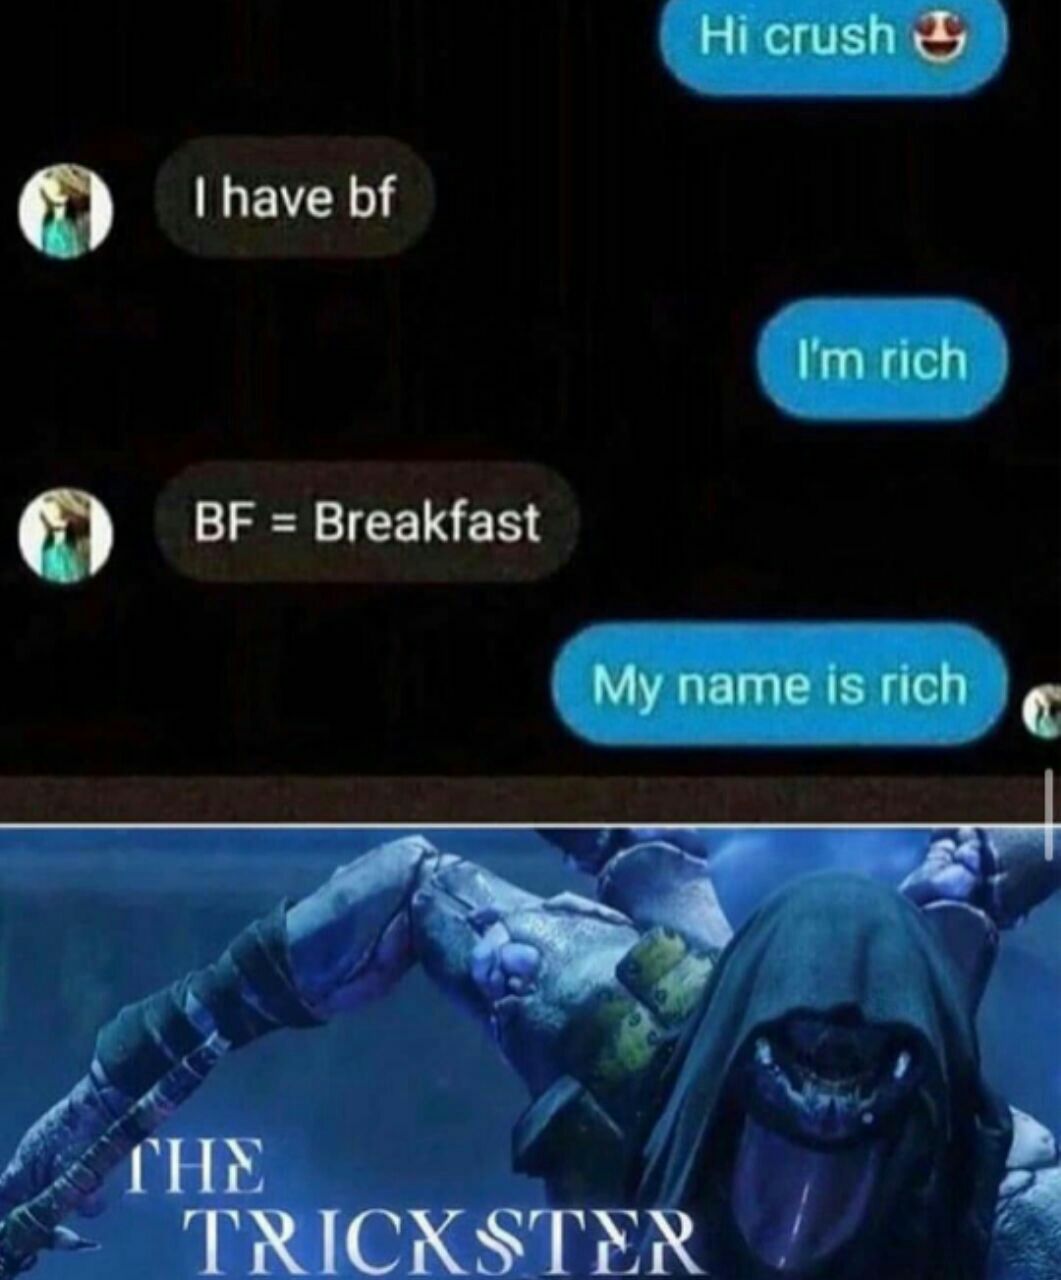 Hi crush 😍
I have bf
I'm rich
BF = Breakfast
My name is rich
THE
TRICKSTER